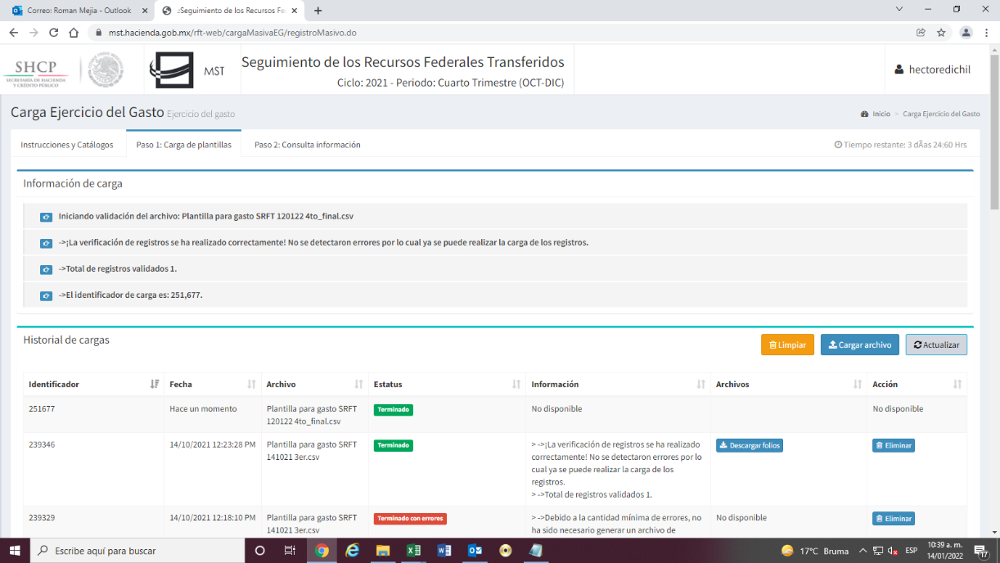 Correo: Roman Mejia - Outlook
::Seguimiento de los Recursos Fe
mst.hacienda.gob.mx/rft-web/cargaMasivaEG/registroMasivo.do
SHCP
SECRETARÍA DE HACIENDA
Y CRÉDITO PÚBLICO
MST
Seguimiento de los Recursos Federales Transferidos
Ciclo: 2021 - Periodo: Cuarto Trimestre (OCT-DIC)
hectoredichil
Carga Ejercicio del Gasto Ejercicio del gasto
Inicio > Carga Ejercicio del Gasto
Instrucciones y Catálogos
Paso 1: Carga de plantillas
Paso 2: Consulta información
Tiempo restante: 3 dÃas 24:60 Hrs
Información de carga
Iniciando validación del archivo: Plantilla para gasto SRFT 120122 4to_final.csv
->¡La verificación de registros se ha realizado correctamente! No se detectaron errores por lo cual ya se puede realizar la carga de los registros.
->Total de registros validados 1.
->El identificador de carga es: 251,677.
Historial de cargas
Limpiar
Cargar archivo
Actualizar
Identificador Fecha Archivo Estatus Información Archivos Acción
251677 Hace un momento Plantilla para gasto SRFT Terminado No disponible No disponible
120122 4to_final.csv
239346 14/10/2021 12:23:28 PM Plantilla para gasto SRFT Terminado > ->¡La verificación de registros se ha realizado Descargar folios Eliminar
141021 3er.csv correctamente! No se detectaron errores por lo
cual ya se puede realizar la carga de los
registros.
> ->Total de registros validados 1.
239329 14/10/2021 12:18:10 PM Plantilla para gasto SRFT Terminado con errores > ->Debido a la cantidad mínima de errores, no No disponible Eliminar
141021 3er.csv ha sido necesario generar un archivo de
Escribe aquí para buscar
17°C Bruma
ESP
10:39 a. m.
14/01/2022
17